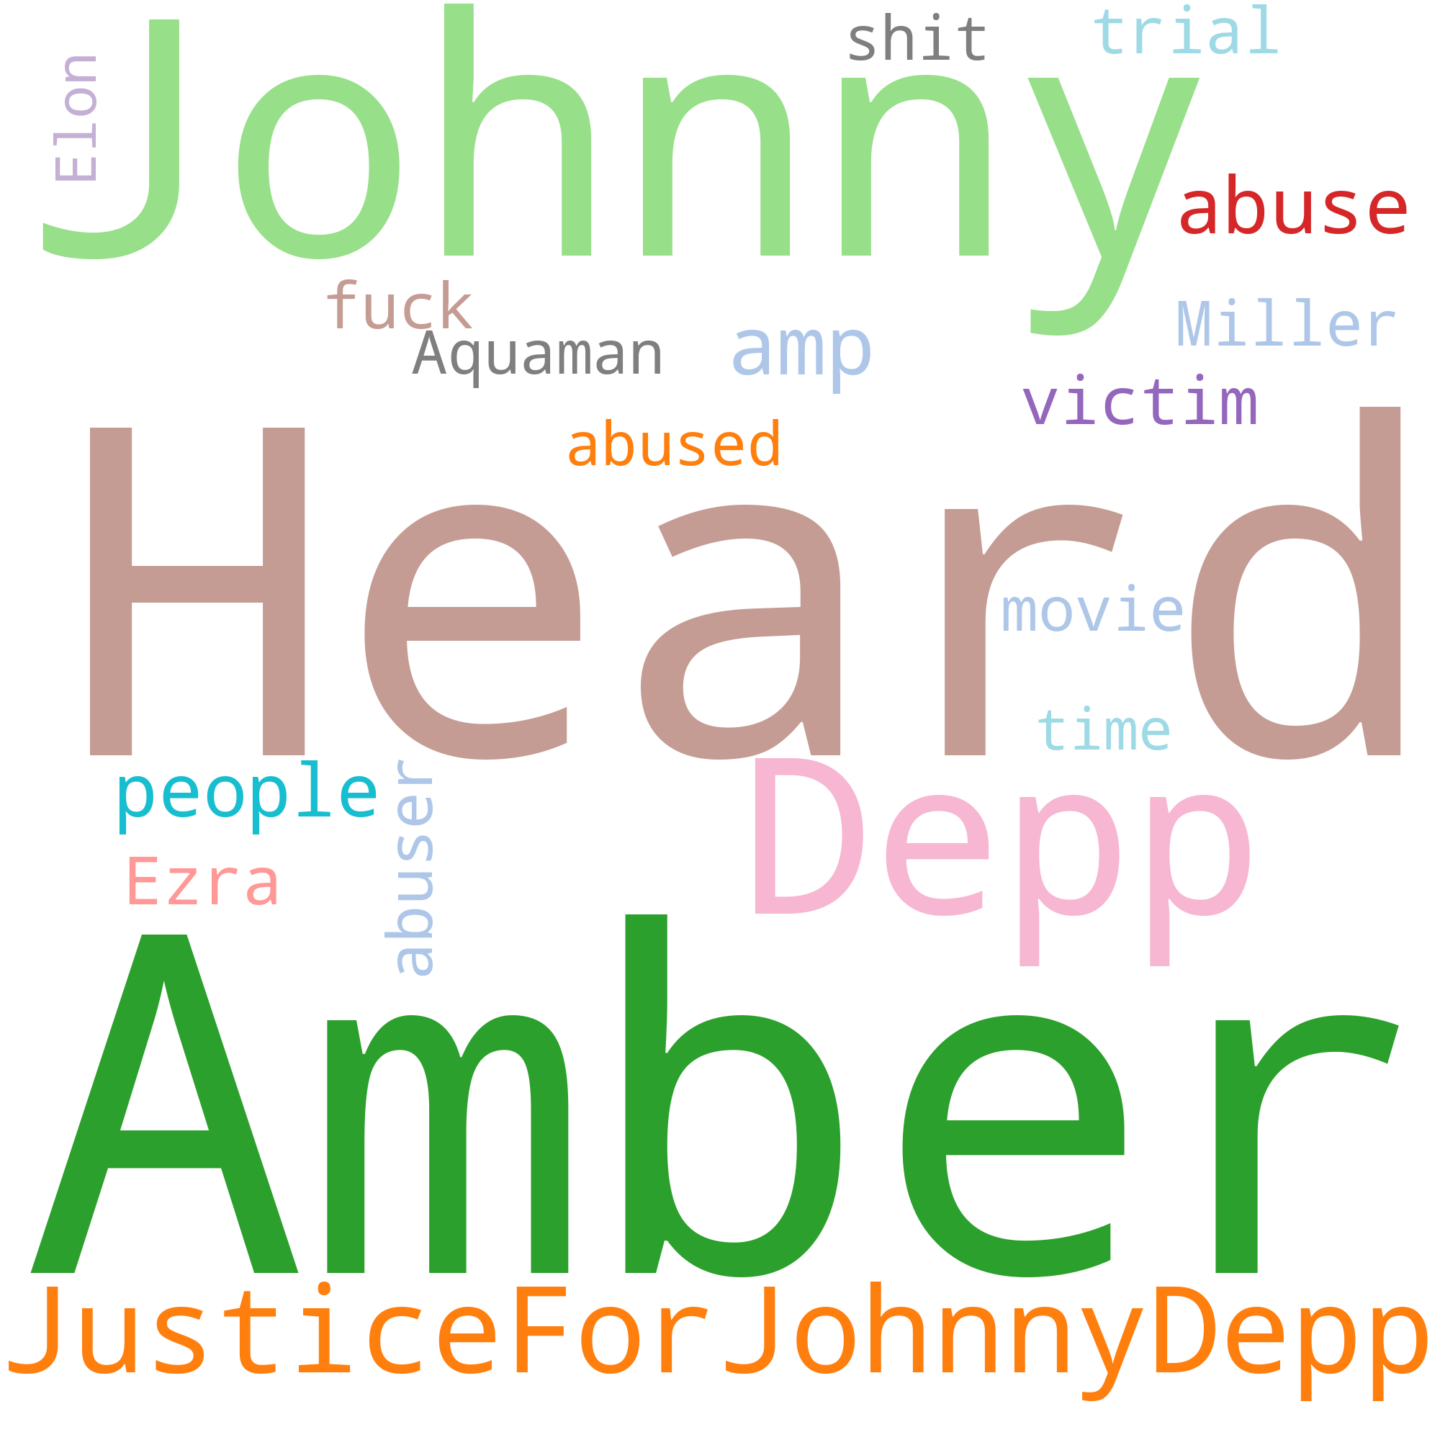 Johnny
shit
trial
Elon
abuse
fuck
Aquaman
amp
Miller
victim
abused
Heard
movie
time
people
abuser
Depp
Ezra
Amber
JusticeForJohnnyDepp